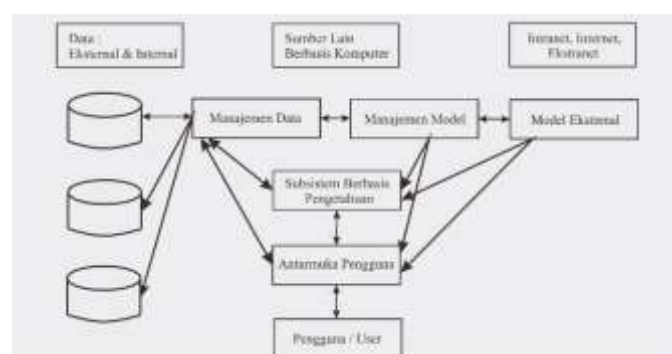 Data :
Eksternal & Internal
Sumber Lain
Berbasis Komputer
Intranet, Internet,
Ekstranet
Manajemen Data
Manajemen Model
Model Eksternal
Subsistem Berbasis
Pengetahuan
Antarmuka Pengguna
Pengguna / User